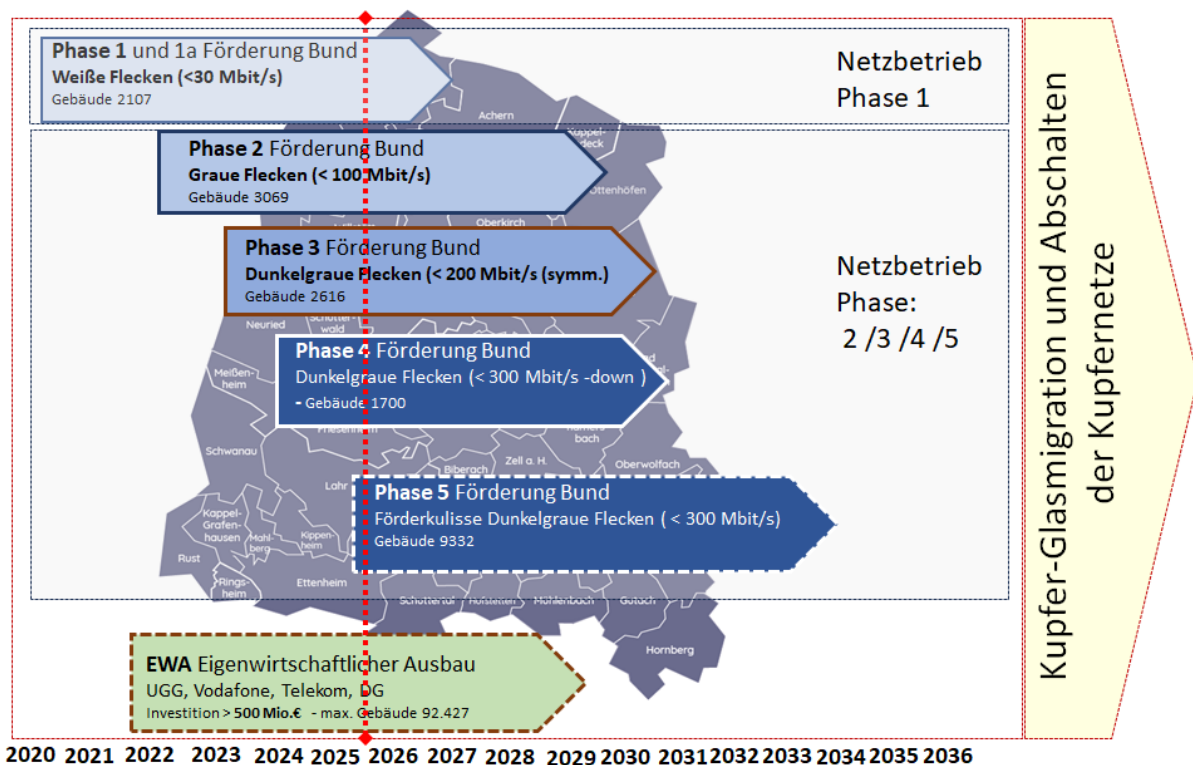 Phase 1 und 1a Förderung Bund
Weiße Flecken (<30 Mbit/s)
Gebäude 2107
Netzbetrieb
Phase 1
Achern
Phase 2 Förderung Bund
Graue Flecken (< 100 Mbit/s)
Gebäude 3069
Ottenhöfen
Oberkirch
Phase 3 Förderung Bund
Dunkelgraue Flecken (< 200 Mbit/s (symm.)
Gebäude 2616
Netzbetrieb
Phase:
2 /3 /4 /5
Neuried
Schutter-
wald
Meißen-
heim
Phase 4 Förderung Bund
Dunkelgraue Flecken (< 300 Mbit/s -down )
- Gebäude 1700
Friesenheim
bach
Schwanau
Biberach
Zell a. H.
Oberwolfach
Lahr
Phase 5 Förderung Bund
Förderkulisse Dunkelgraue Flecken ( < 300 Mbit/s)
Gebäude 9332
Kappel-
Grafen-
hausen
Mahl-
berg
Kippen-
heim
Rust
Rings-
heim
Ettenheim
Schuttertal
Hofstetten
Mühlenbach
Gutach
Hornberg
EWA Eigenwirtschaftlicher Ausbau
UGG, Vodafone, Telekom, DG
Investition > 500 Mio.€ - max. Gebäude 92.427
Kupfer-Glasmigration und Abschalten
der Kupfernetze
2020 2021 2022 2023 2024 2025 2026 2027 2028 2029 2030 2031 2032 2033 2034 2035 2036